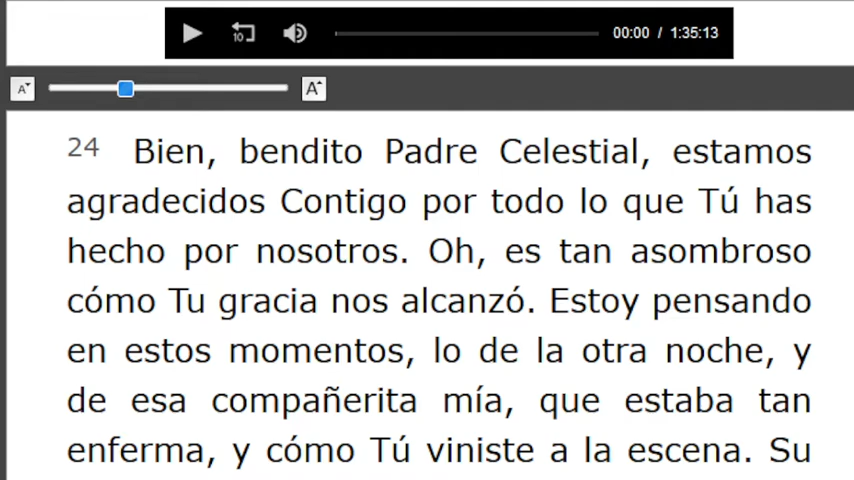 10
00:00 / 1:35:13
A
A
24 Bien, bendito Padre Celestial, estamos
agradecidos Contigo por todo lo que Tú has
hecho por nosotros. Oh, es tan asombroso
cómo Tu gracia nos alcanzó. Estoy pensando
en estos momentos, lo de la otra noche, y
de esa compañerita mía, que estaba tan
enferma, y cómo Tú viniste a la escena. Su